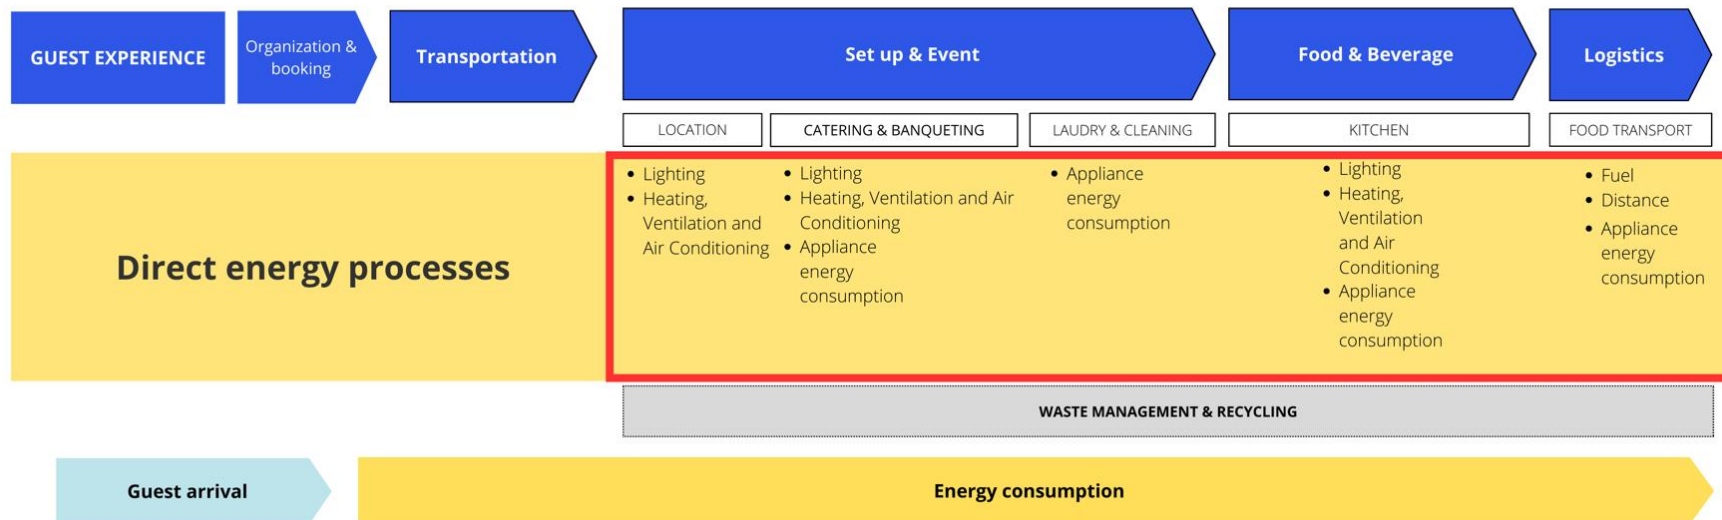 GUEST EXPERIENCE
Organization &
booking
Transportation
Set up & Event
Food & Beverage
Logistics
LOCATION
CATERING & BANQUETING
LAUDRY & CLEANING
KITCHEN
FOOD TRANSPORT
Direct energy processes
• Lighting
• Heating,
Ventilation and
Air Conditioning
• Lighting
• Heating, Ventilation and Air
Conditioning
• Appliance
energy
consumption
• Appliance
energy
consumption
• Lighting
• Heating,
Ventilation
and Air
Conditioning
• Appliance
energy
consumption
• Fuel
• Distance
• Appliance
energy
consumption
WASTE MANAGEMENT & RECYCLING
Guest arrival
Energy consumption